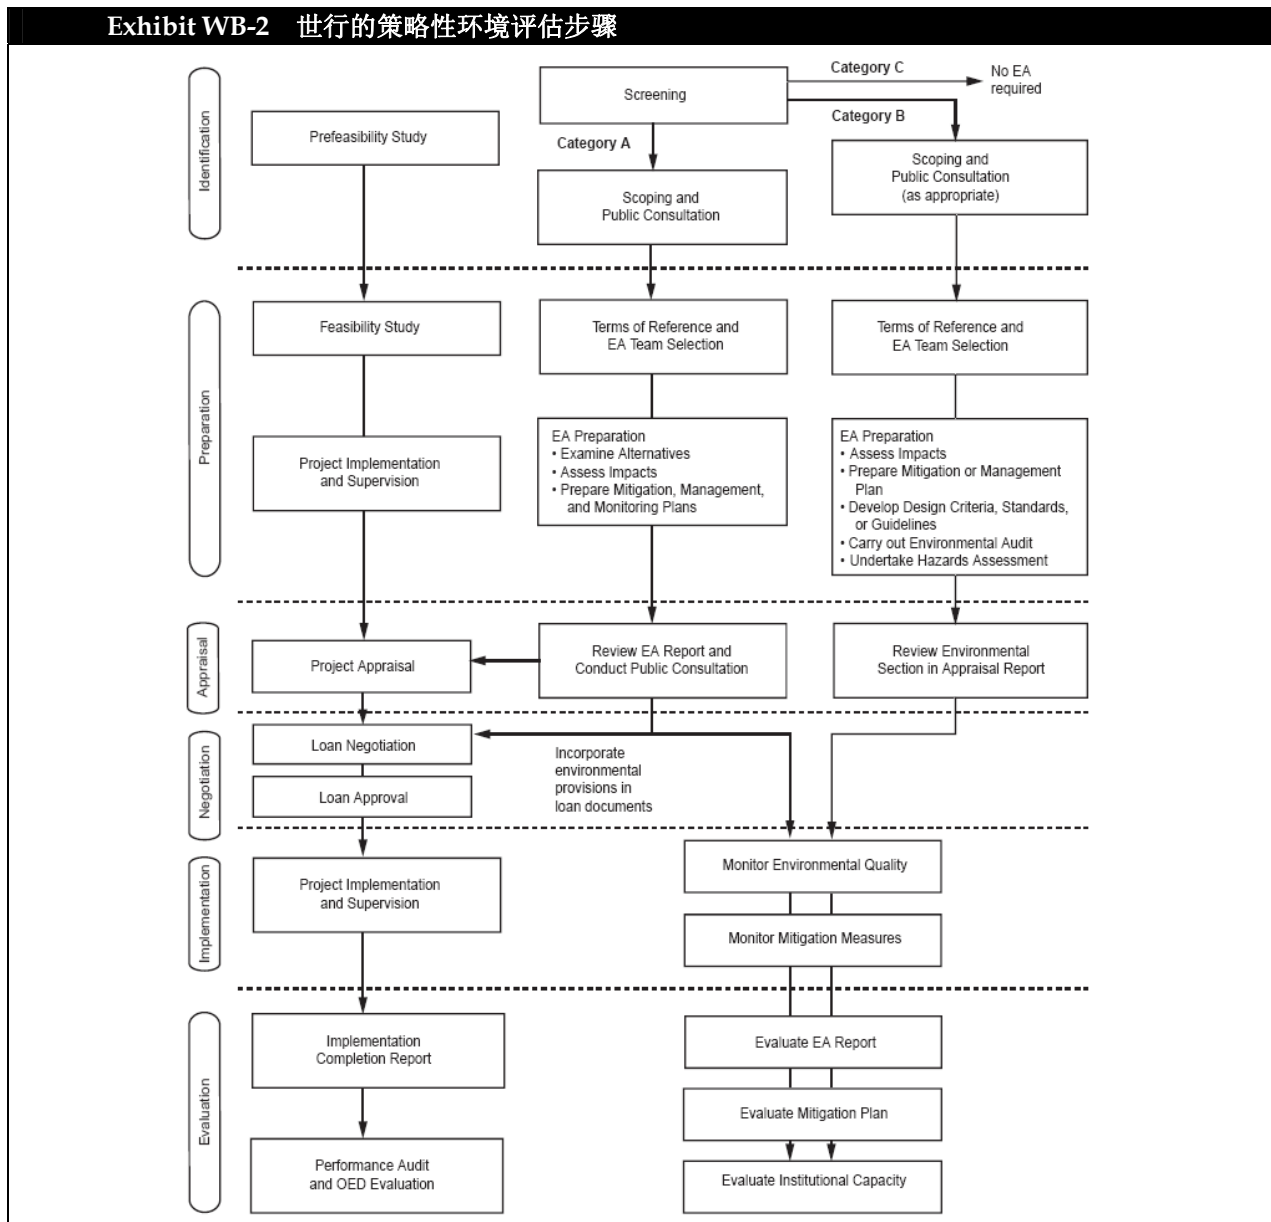 Exhibit WB-2 世行的策略性环境评估步骤
Identification
Prefeasibility Study
Screening
Category C
No EA
required
Category B
Category A
Scoping and
Public Consultation
Scoping and
Public Consultation
(as appropriate)
Preparation
Feasibility Study
Terms of Reference and
EA Team Selection
Terms of Reference and
EA Team Selection
Project Implementation
and Supervision
EA Preparation
• Examine Alternatives
• Assess Impacts
• Prepare Mitigation, Management,
and Monitoring Plans
EA Preparation
• Assess Impacts
• Prepare Mitigation or Management
Plan
• Develop Design Criteria, Standards,
or Guidelines
• Carry out Environmental Audit
• Undertake Hazards Assessment
Appraisal
Project Appraisal
Review EA Report and
Conduct Public Consultation
Review Environmental
Section in Appraisal Report
Negotiation
Loan Negotiation
Loan Approval
Incorporate
environmental
provisions in
loan documents
Implementation
Project Implementation
and Supervision
Monitor Environmental Quality
Monitor Mitigation Measures
Evaluation
Implementation
Completion Report
Performance Audit
and OED Evaluation
Evaluate EA Report
Evaluate Mitigation Plan
Evaluate Institutional Capacity